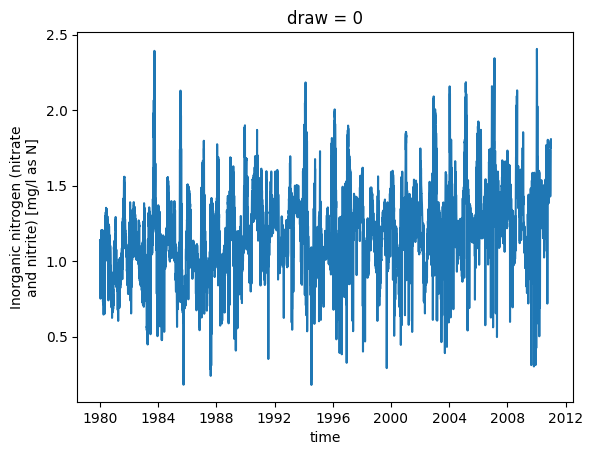 draw = 0
Inorganic nitrogen (nitrate
and nitrite) [mg/l as N]
2.5
2.0
1.5
1.0
0.5
1980 1984 1988 1992 1996 2000 2004 2008 2012
time